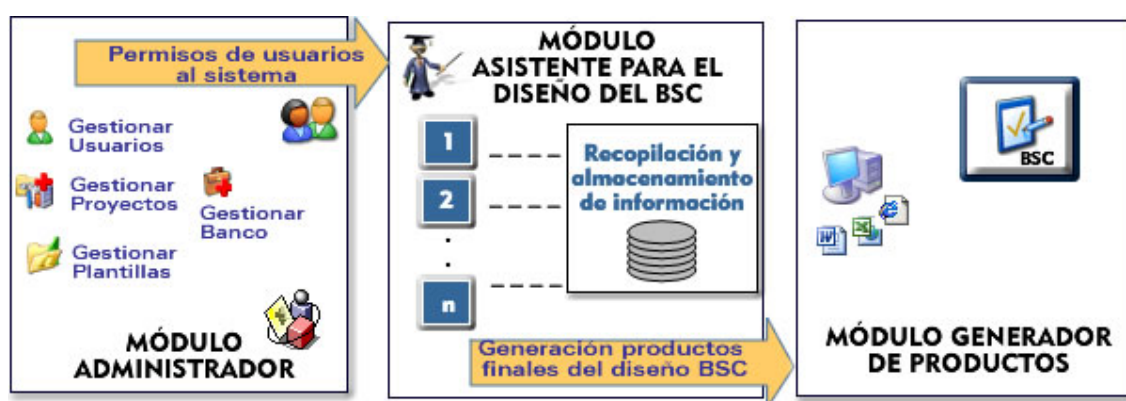 Permisos de usuarios
al sistema
Gestionar
Usuarios
Gestionar
Proyectos
Gestionar
Banco
Gestionar
Plantillas
MÓDULO
ADMINISTRADOR
MÓDULO
ASISTENTE PARA EL
DISEÑO DEL BSC
1
2
n
Recopilación y
almacenamiento
de información
Generación productos
finales del diseño BSC
BSC
MÓDULO GENERADOR
DE PRODUCTOS